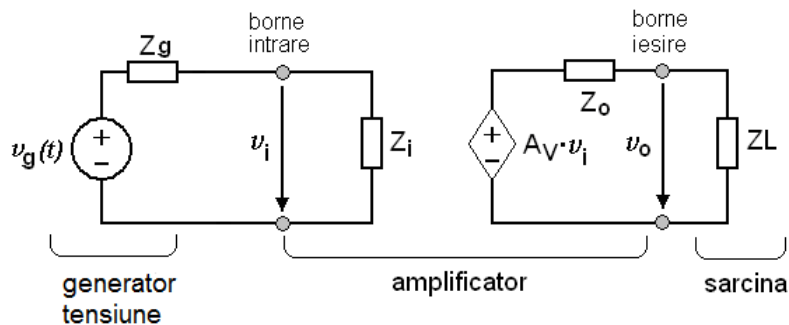 borne
intrare
borne
iesire
Zg
Zo
vg(t)
+
−
vi
Zi
+
−
AV·vi
vo
ZL
generator
tensiune
amplificator
sarcina